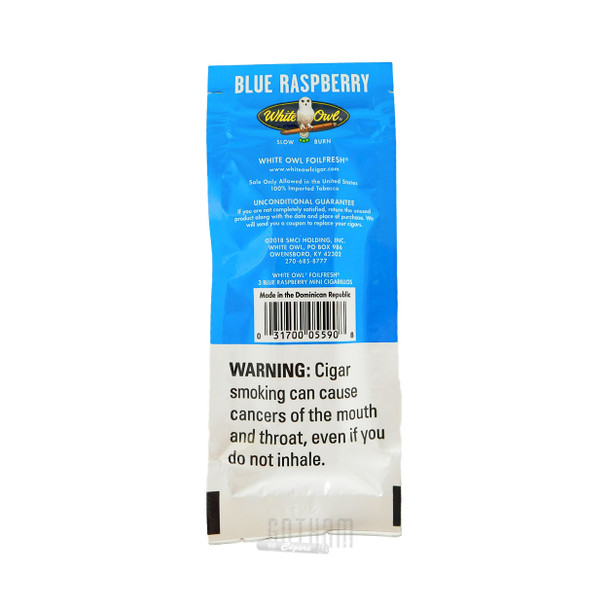 BLUE RASPBERRY
White Owl®
SLOW BURN
WHITE OWL FOILFRESH®
www.whiteowlcigar.com
Sale Only Allowed in the United States
100% Imported Tobacco
UNCONDITIONAL GUARANTEE
If you are not completely satisfied, return the unused
product along with the date and place of purchase. We
will send you a coupon to replace your cigars.
©2018 SMCI HOLDING, INC.
WHITE OWL, PO BOX 986
OWENSBORO, KY 42302
270-685-8777
WHITE OWL® FOILFRESH®
3 BLUE RASPBERRY MINI CIGARILLOS
Made in the Dominican Republic
0 31700 05590 8
WARNING: Cigar
smoking can cause
cancers of the mouth
and throat, even if you
do not inhale.
GOTHAM
Cigars